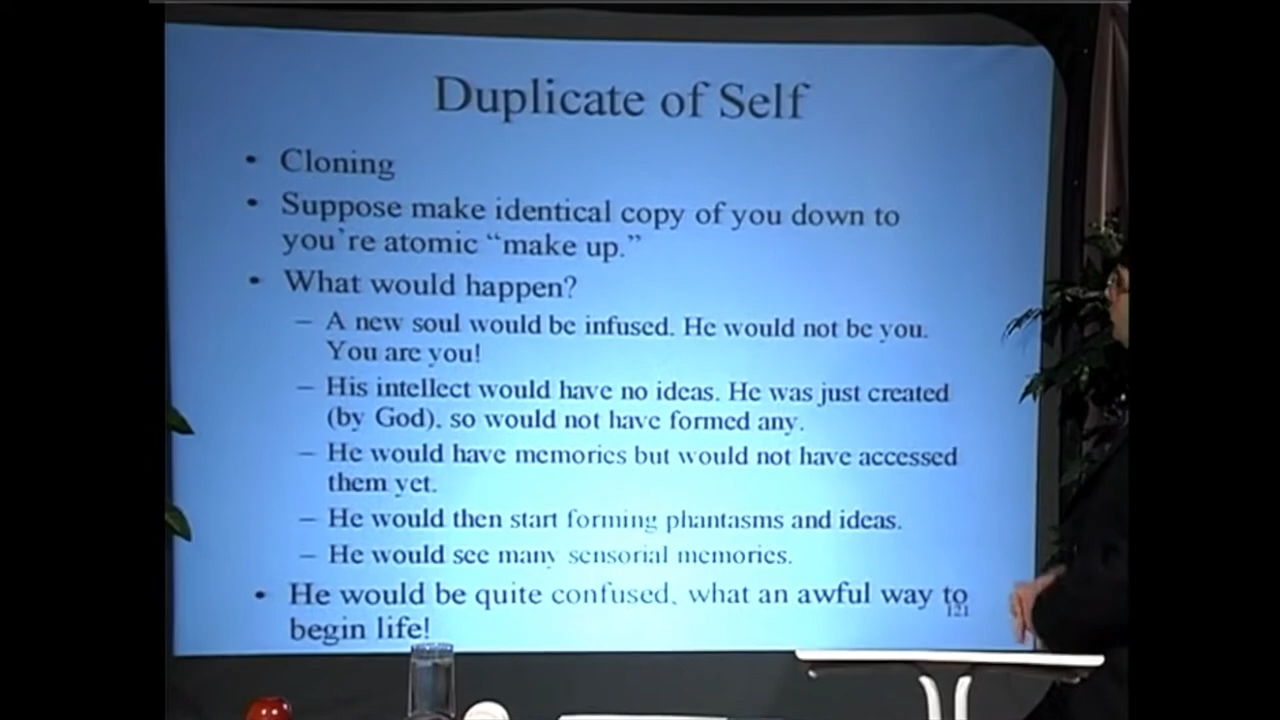 Duplicate of Self
• Cloning
• Suppose make identical copy of you down to
you're atomic “make up.”
• What would happen?
– A new soul would be infused. He would not be you.
You are you!
– His intellect would have no ideas. He was just created
(by God), so would not have formed any.
– He would have memories but would not have accessed
them yet.
– He would then start forming phantasms and ideas.
– He would see many sensorial memories.
• He would be quite confused, what an awful way to
begin life!
121